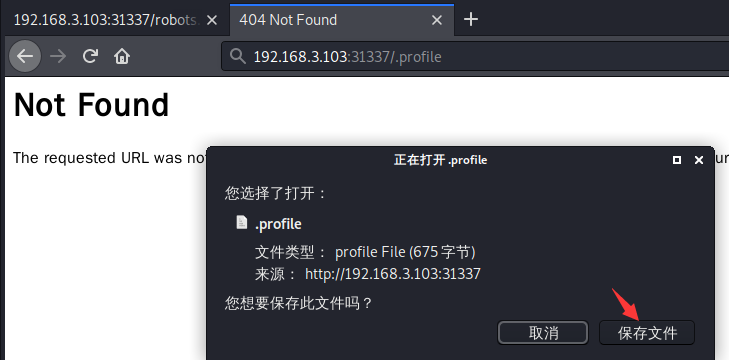 192.168.3.103:31337/robots.
404 Not Found
192.168.3.103:31337/.profile
Not Found
The requested URL was no
ur
正在打开 .profile
您选择了打开：
.profile
文件类型： profile File (675 字节)
来源： http://192.168.3.103:31337
您想要保存此文件吗？
取消
保存文件